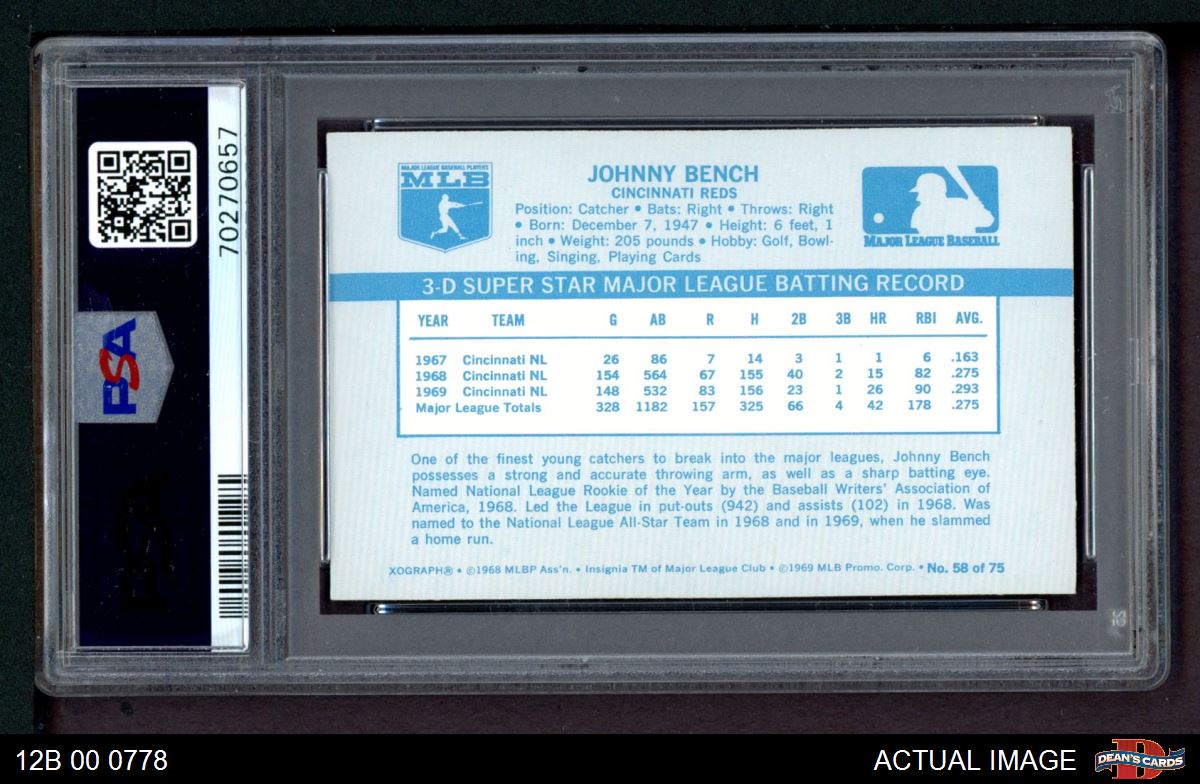 70270657
PSA
MAJOR LEAGUE BASEBALL PLAYERS
MLB
JOHNNY BENCH
CINCINNATI REDS
Position: Catcher • Bats: Right • Throws: Right
• Born: December 7, 1947 • Height: 6 feet, 1
inch • Weight: 205 pounds • Hobby: Golf, Bowl-
ing, Singing, Playing Cards
MAJOR LEAGUE BASEBALL
3-D SUPER STAR MAJOR LEAGUE BATTING RECORD
YEAR TEAM G AB R H 2B 3B HR RBI AVG.
1967 Cincinnati NL 26 86 7 14 3 1 1 6 .163
1968 Cincinnati NL 154 564 67 155 40 2 15 82 .275
1969 Cincinnati NL 148 532 83 156 23 1 26 90 .293
Major League Totals 328 1182 157 325 66 4 42 178 .275
One of the finest young catchers to break into the major leagues, Johnny Bench
possesses a strong and accurate throwing arm, as well as a sharp batting eye.
Named National League Rookie of the Year by the Baseball Writers' Association of
America, 1968. Led the League in put-outs (942) and assists (102) in 1968. Was
named to the National League All-Star Team in 1968 and in 1969, when he slammed
a home run.
XOGRAPH® • ©1968 MLBP Ass'n. • Insignia TM of Major League Club • ©1969 MLB Promo. Corp. • No. 58 of 75
12B 00 0778
ACTUAL IMAGE
DEAN'S CARDS